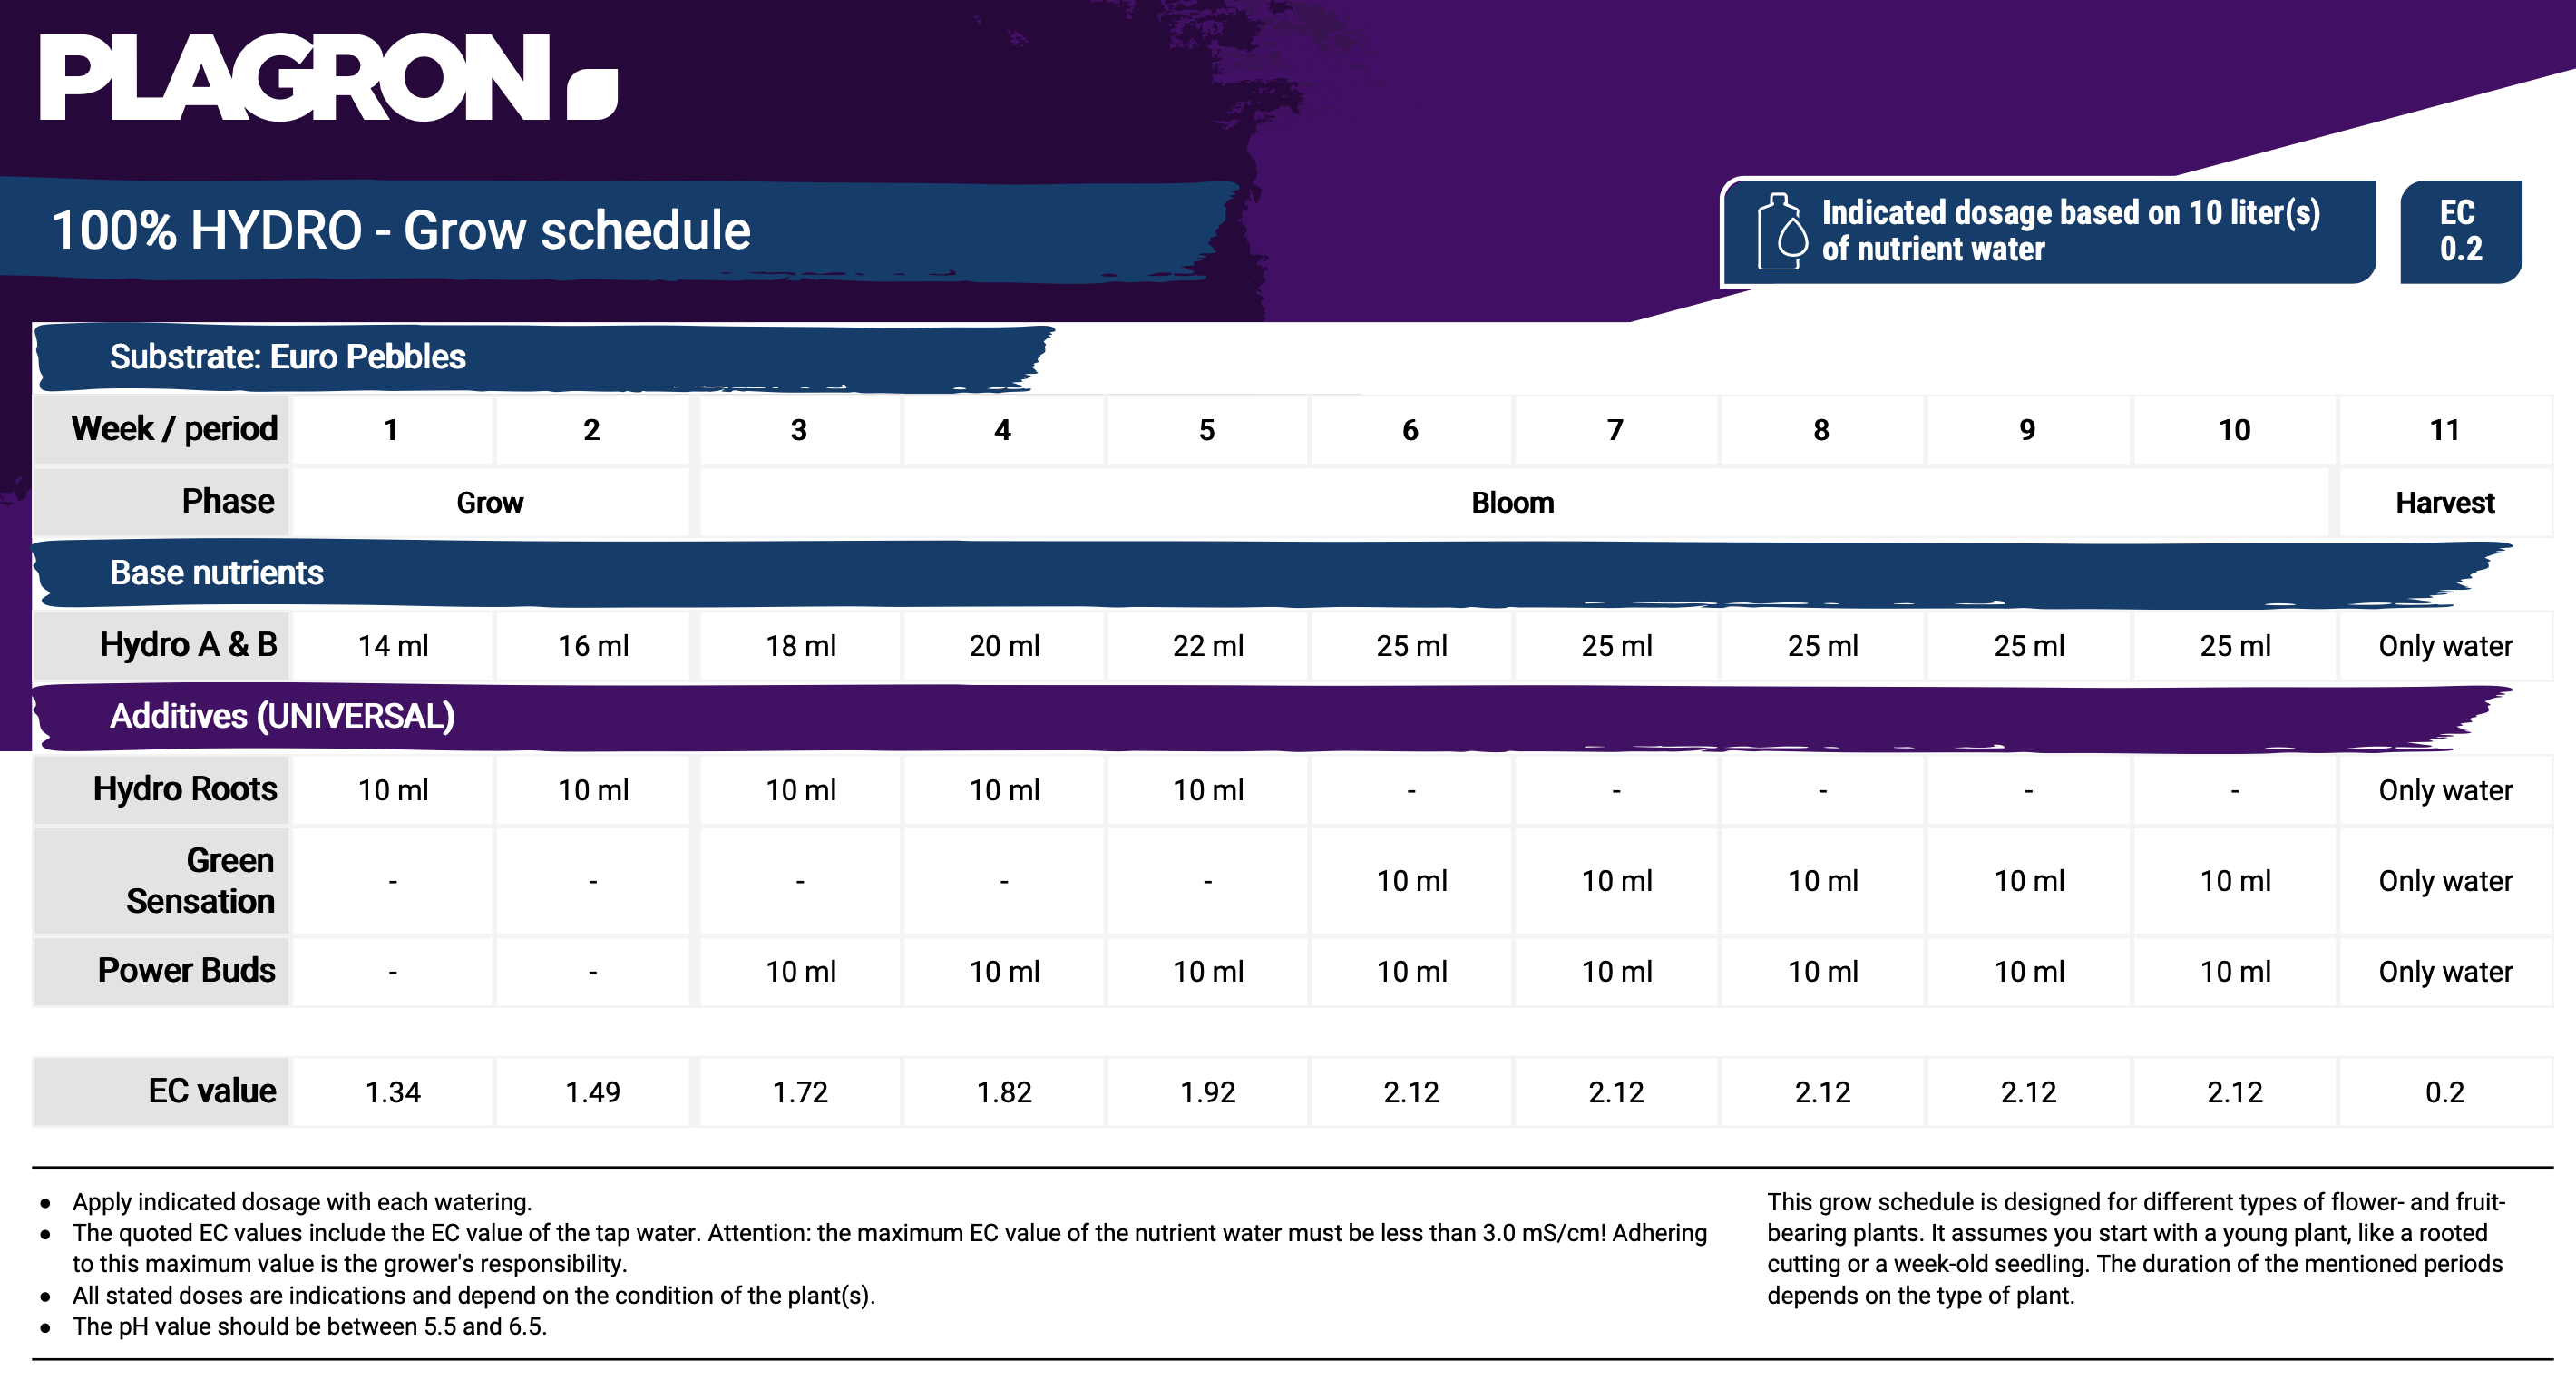 PLAGRON
100% HYDRO - Grow schedule
Indicated dosage based on 10 liter(s)
of nutrient water
EC
0.2
Substrate: Euro Pebbles
Week / period 1 2 3 4 5 6 7 8 9 10 11
Phase Grow Bloom Harvest
Base nutrients
Hydro A & B 14 ml 16 ml 18 ml 20 ml 22 ml 25 ml 25 ml 25 ml 25 ml 25 ml Only water
Additives (UNIVERSAL)
Hydro Roots 10 ml 10 ml 10 ml 10 ml 10 ml - - - - - Only water
Green
Sensation - - - - - 10 ml 10 ml 10 ml 10 ml 10 ml Only water
Power Buds - - 10 ml 10 ml 10 ml 10 ml 10 ml 10 ml 10 ml 10 ml Only water
EC value 1.34 1.49 1.72 1.82 1.92 2.12 2.12 2.12 2.12 2.12 0.2
• Apply indicated dosage with each watering.
• The quoted EC values include the EC value of the tap water. Attention: the maximum EC value of the nutrient water must be less than 3.0 mS/cm! Adhering
to this maximum value is the grower's responsibility.
• All stated doses are indications and depend on the condition of the plant(s).
• The pH value should be between 5.5 and 6.5.
This grow schedule is designed for different types of flower- and fruit-
bearing plants. It assumes you start with a young plant, like a rooted
cutting or a week-old seedling. The duration of the mentioned periods
depends on the type of plant.